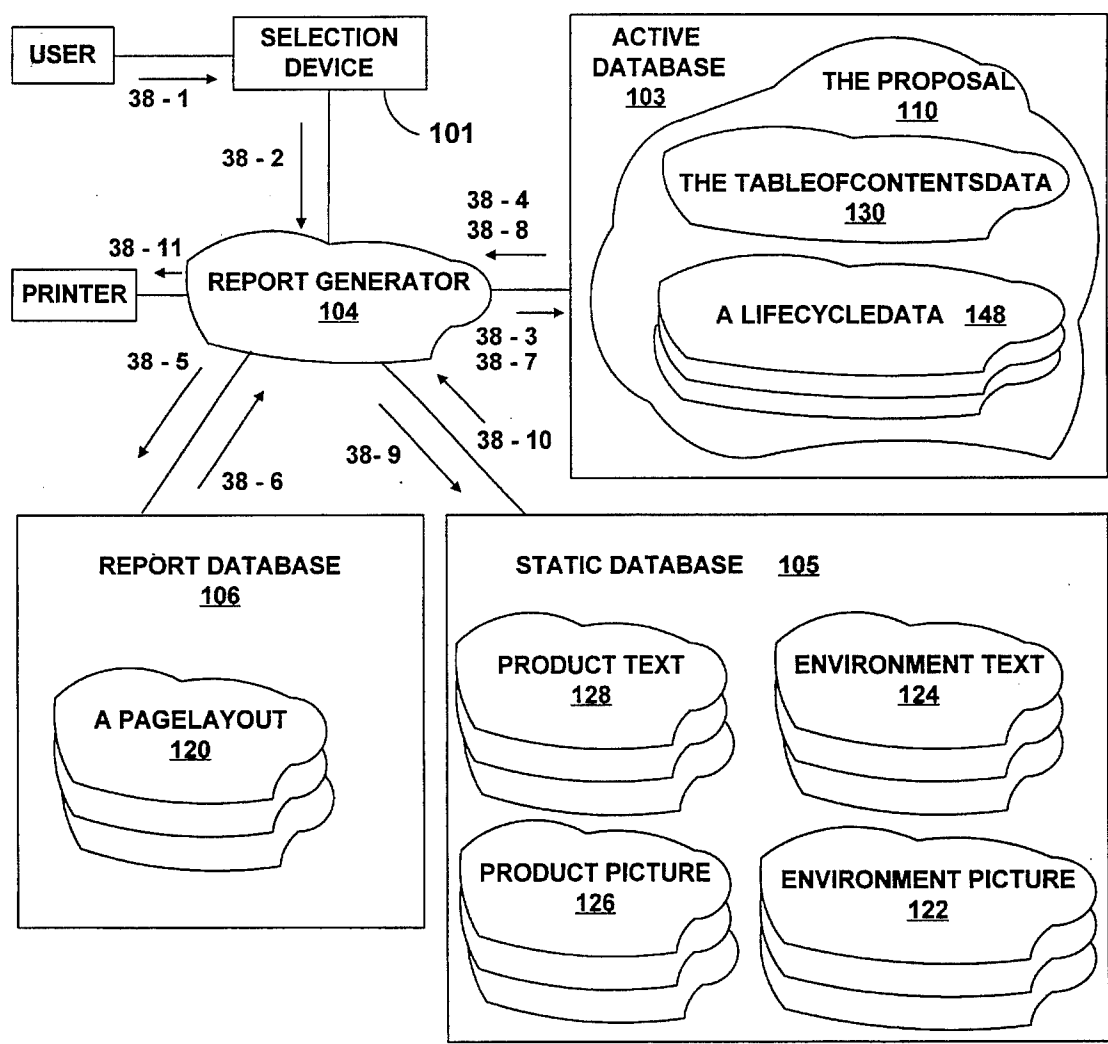 USER
38 - 1
SELECTION
DEVICE
101
38 - 2
ACTIVE
DATABASE
103
THE PROPOSAL
110
THE TABLEOFCONTENTSDATA
130
A LIFECYCLEDATA 148
38 - 4
38 - 8
38 - 11
PRINTER
REPORT GENERATOR
104
38 - 3
38 - 7
38 - 5
38 - 6
38- 9
38 - 10
REPORT DATABASE
106
A PAGELAYOUT
120
STATIC DATABASE 105
PRODUCT TEXT
128
ENVIRONMENT TEXT
124
PRODUCT PICTURE
126
ENVIRONMENT PICTURE
122